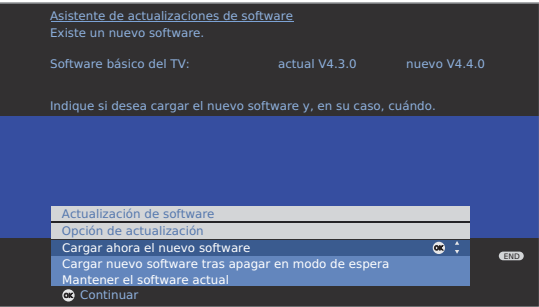 Asistente de actualizaciones de software
Existe un nuevo software.
Software básico del TV: actual V4.3.0 nuevo V4.4.0
Indique si desea cargar el nuevo software y, en su caso, cuándo.
Actualización de software
Opción de actualización
Cargar ahora el nuevo software OK
Cargar nuevo software tras apagar en modo de espera
Mantener el software actual
OK Continuar
END